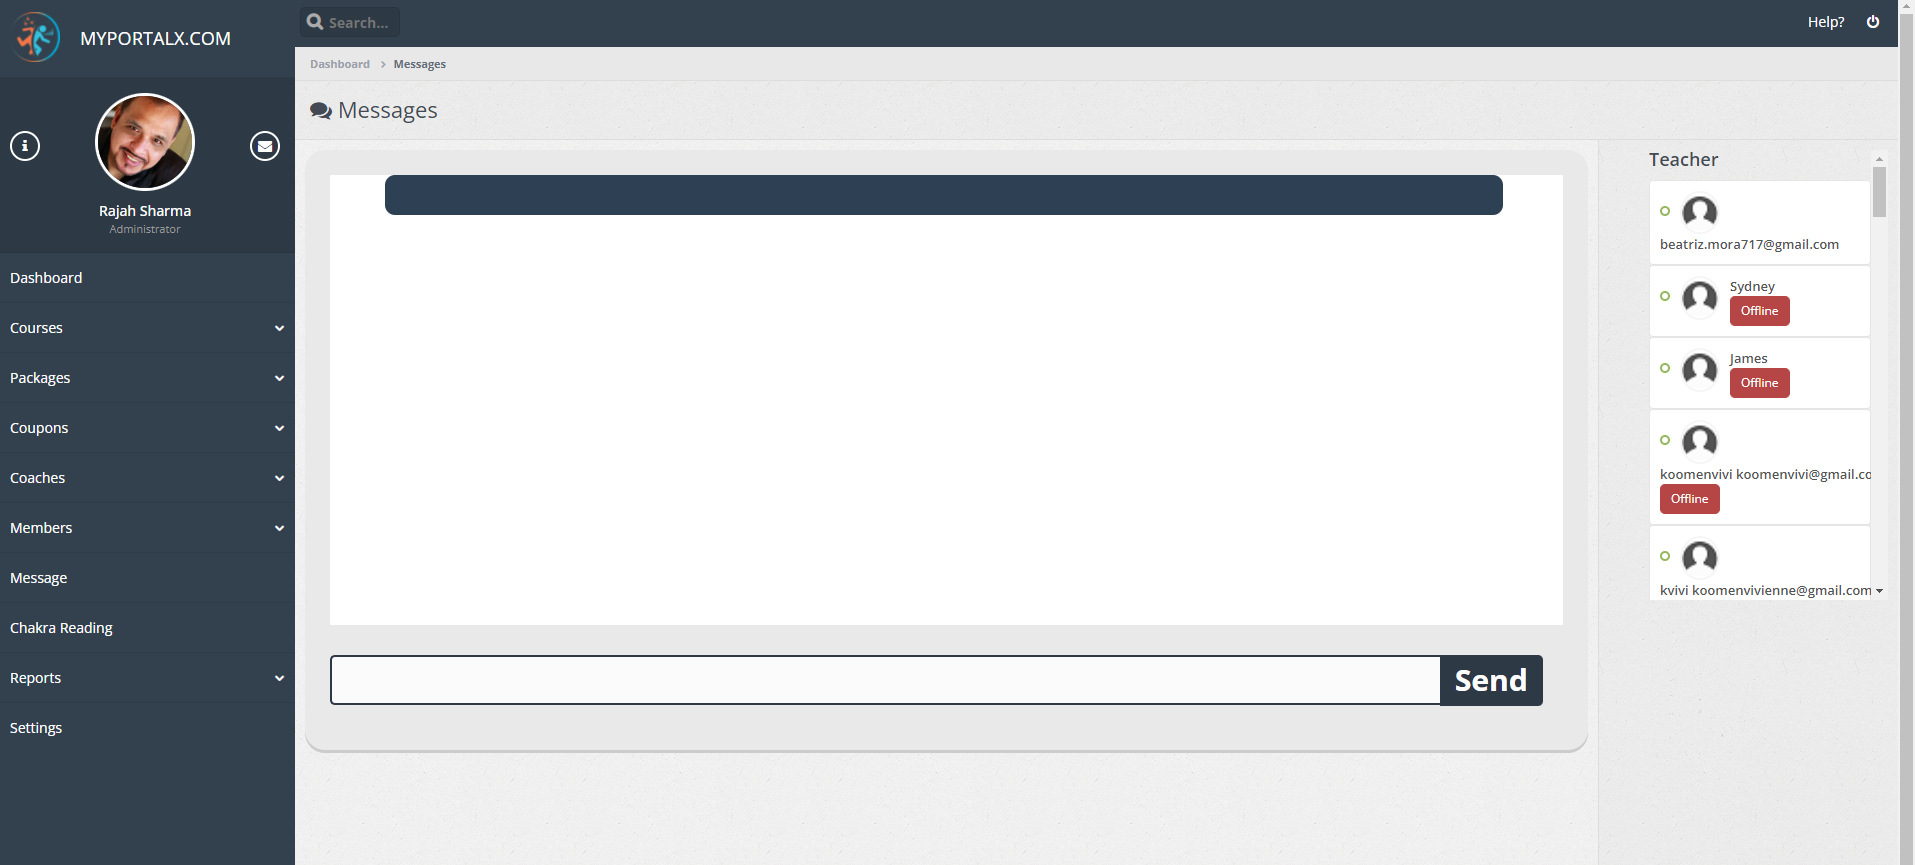 MYPORTALX.COM
Search...
Help?
Rajah Sharma
Administrator
Dashboard
Courses
Packages
Coupons
Coaches
Members
Message
Chakra Reading
Reports
Settings
Dashboard > Messages
Messages
Send
Teacher
beatriz.mora717@gmail.com
Sydney
Offline
James
Offline
koomenvivi koomenvivi@gmail.co
Offline
kvivi koomenvivienne@gmail.com